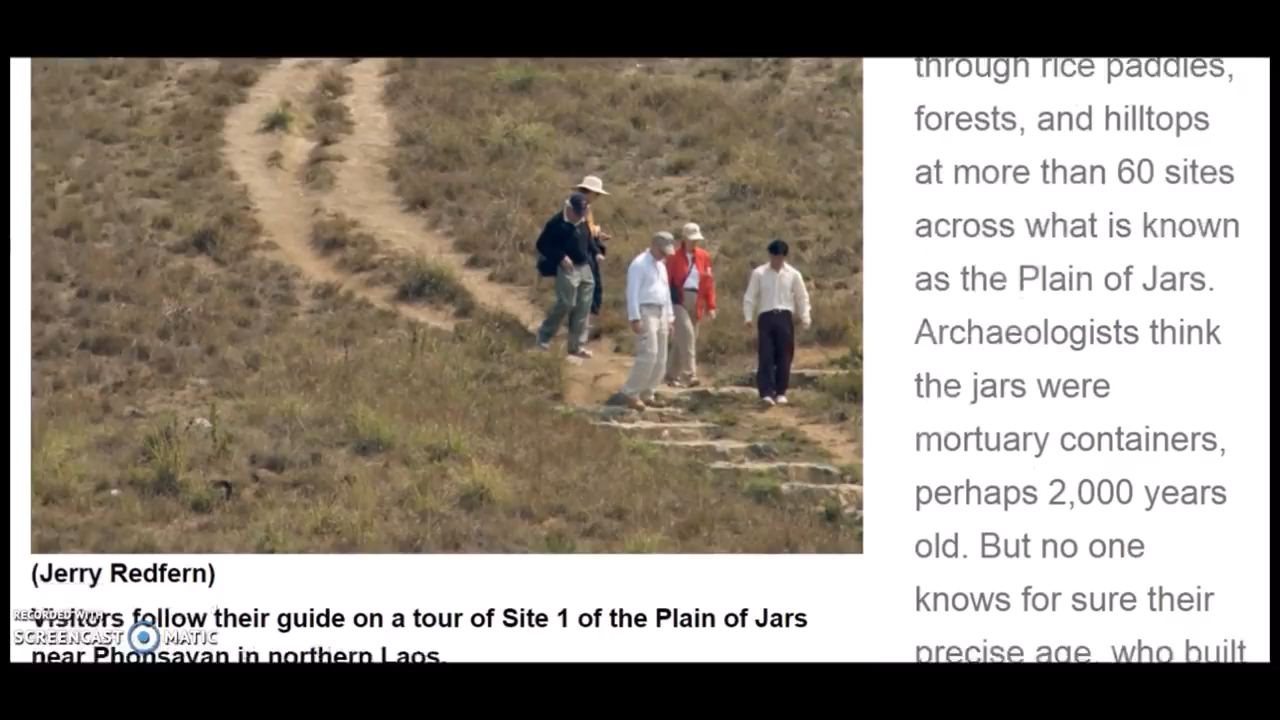 through rice paddies,
forests, and hilltops
at more than 60 sites
across what is known
as the Plain of Jars.
Archaeologists think
the jars were
mortuary containers,
perhaps 2,000 years
old. But no one
knows for sure their
precise age, who built
(Jerry Redfern)
Visitors follow their guide on a tour of Site 1 of the Plain of Jars
near Phonsavan in northern Laos.
RECORDED WITH
SCREENCAST MATIC